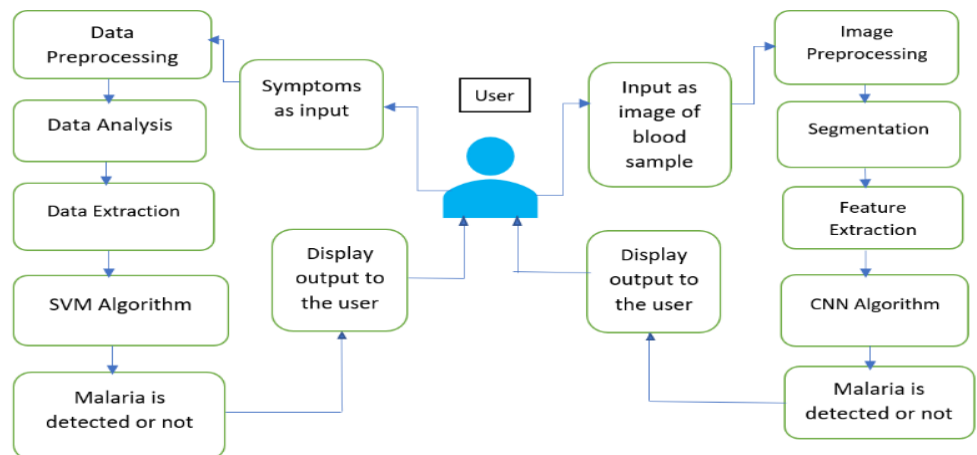 Data
Preprocessing
Symptoms
as input
Data Analysis
Data Extraction
SVM Algorithm
Malaria is
detected or not
Display
output to
the user
User
Input as
image of
blood
sample
Image
Preprocessing
Segmentation
Feature
Extraction
CNN Algorithm
Malaria is
detected or not
Display
output to
the user